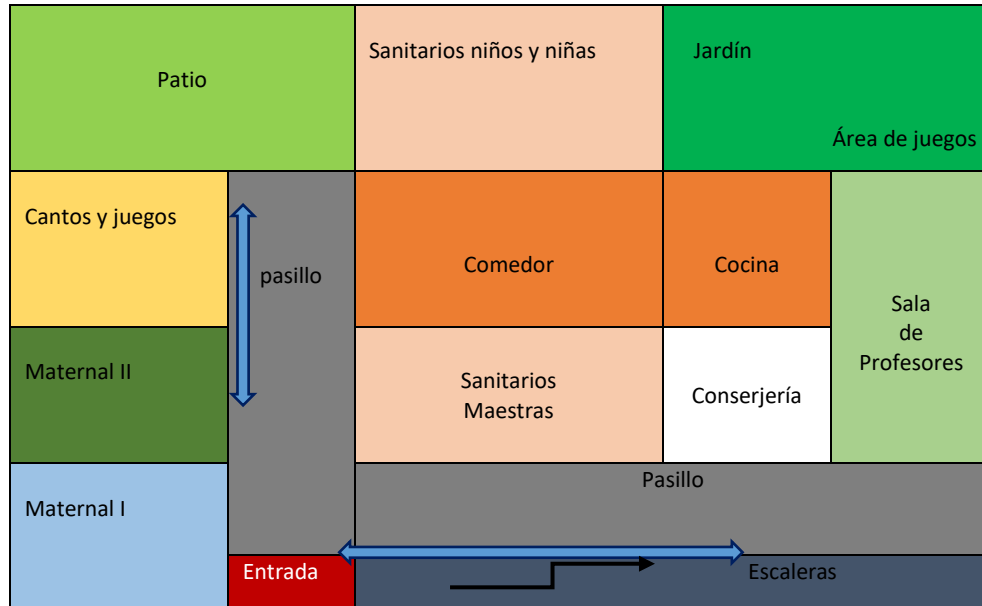 Patio
Sanitarios niños y niñas
Jardín
Área de juegos
Cantos y juegos
pasillo
Comedor
Cocina
Sala
de
Profesores
Maternal II
Sanitarios
Maestras
Conserjería
Maternal I
Pasillo
Entrada
Escaleras